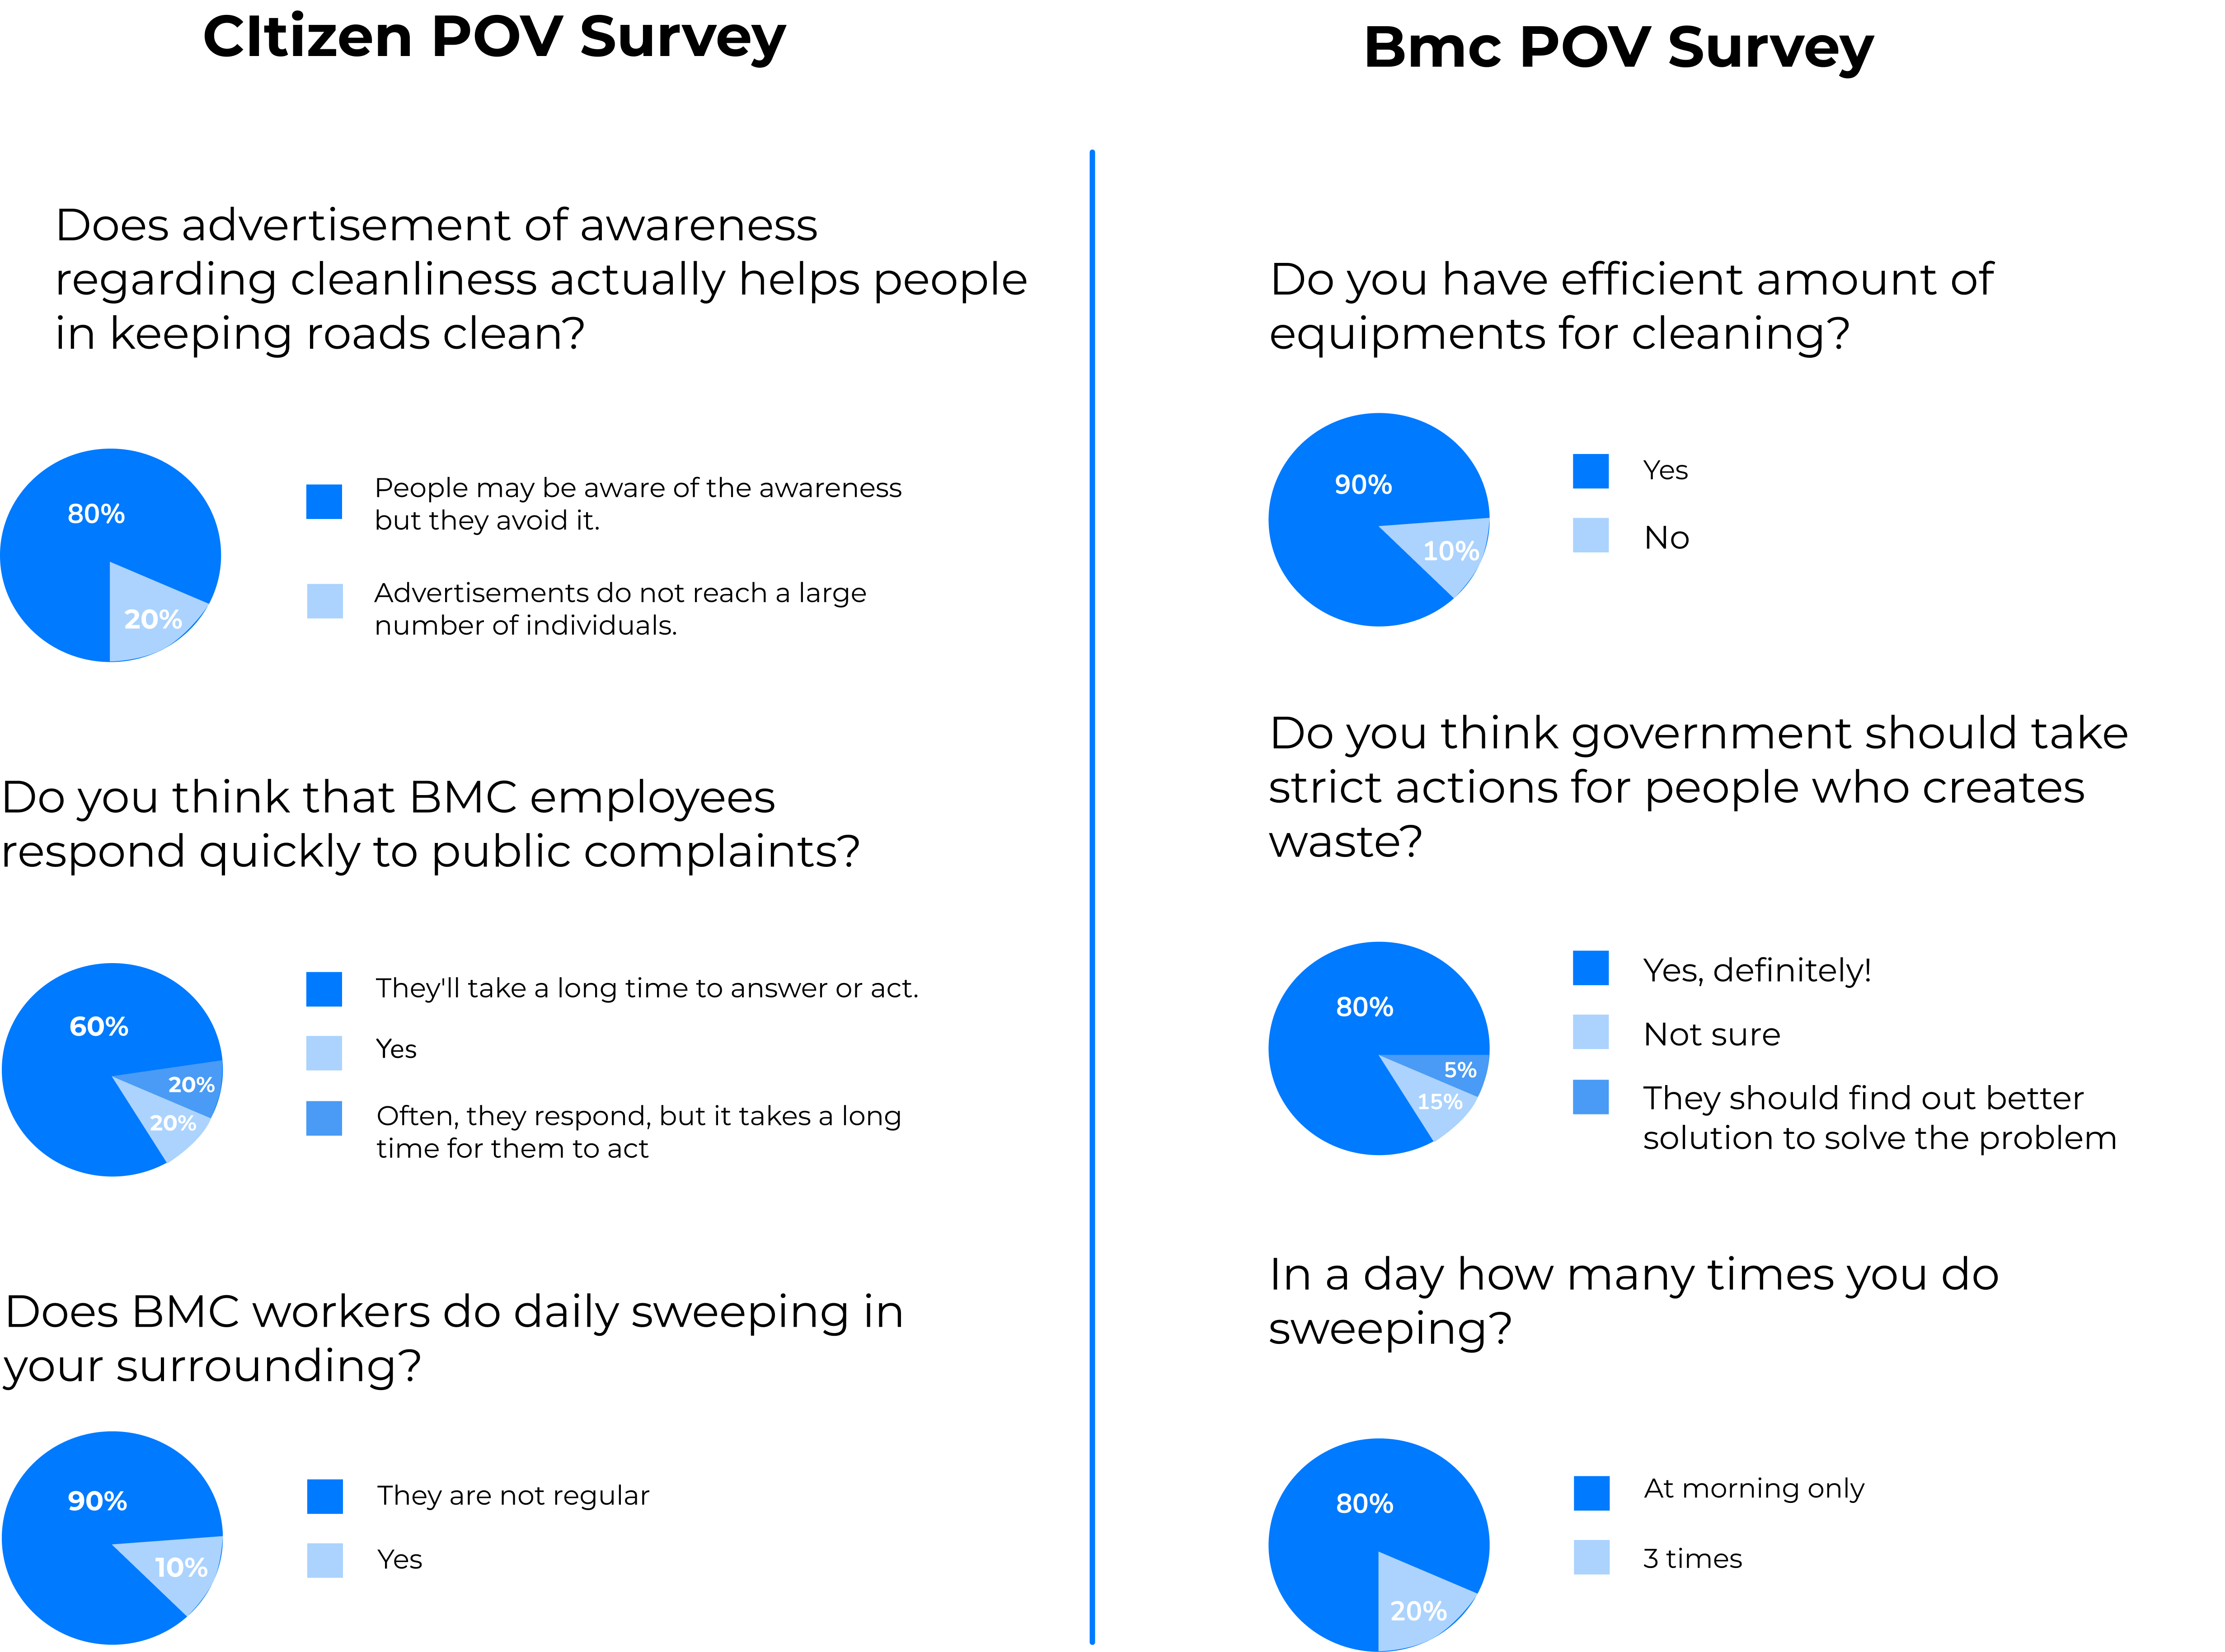 CItizen POV Survey
Does advertisement of awareness
regarding cleanliness actually helps people
in keeping roads clean?
80%
20%
People may be aware of the awareness
but they avoid it.
Advertisements do not reach a large
number of individuals.
Do you think that BMC employees
respond quickly to public complaints?
60%
20%
20%
They'll take a long time to answer or act.
Yes
Often, they respond, but it takes a long
time for them to act
Does BMC workers do daily sweeping in
your surrounding?
90%
10%
They are not regular
Yes
Bmc POV Survey
Do you have efficient amount of
equipments for cleaning?
90%
10%
Yes
No
Do you think government should take
strict actions for people who creates
waste?
80%
5%
15%
Yes, definitely!
Not sure
They should find out better
solution to solve the problem
In a day how many times you do
sweeping?
80%
20%
At morning only
3 times